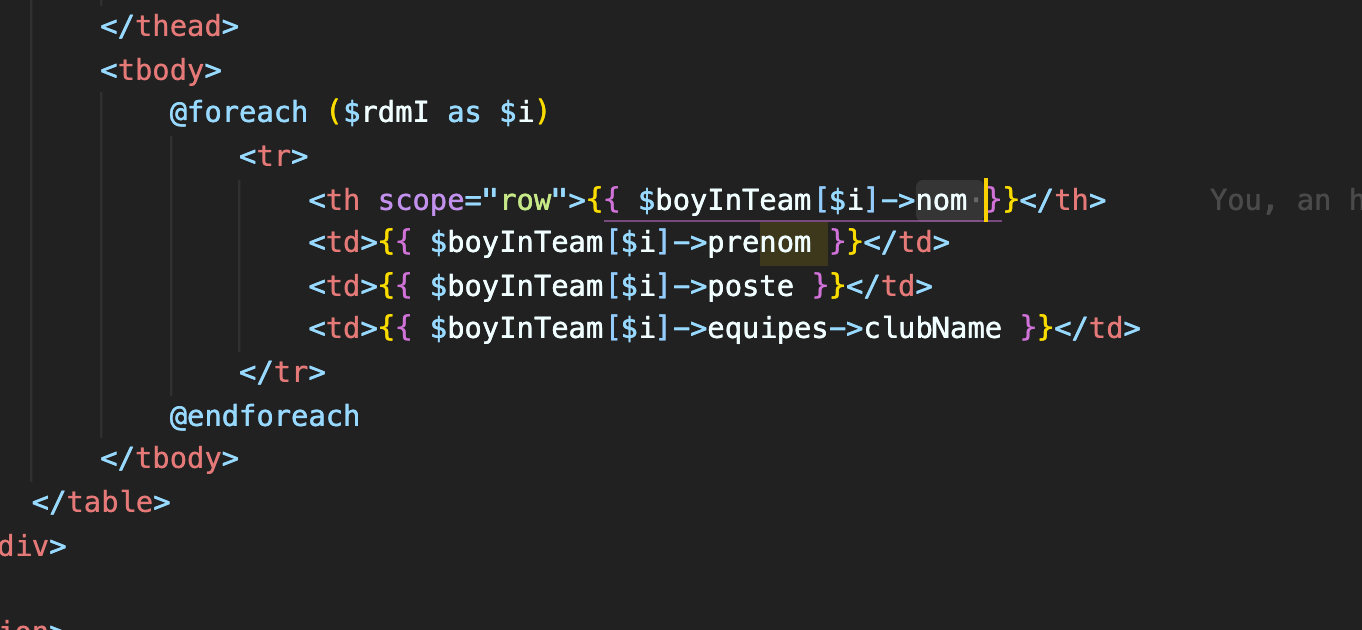 </thead>
<tbody>
@foreach ($rdmI as $i)
<tr>
<th scope="row">{{ $boyInTeam[$i]->nom }}</th> You, an h
<td>{{ $boyInTeam[$i]->prenom }}</td>
<td>{{ $boyInTeam[$i]->poste }}</td>
<td>{{ $boyInTeam[$i]->equipes->clubName }}</td>
</tr>
@endforeach
</tbody>
</table>
div>